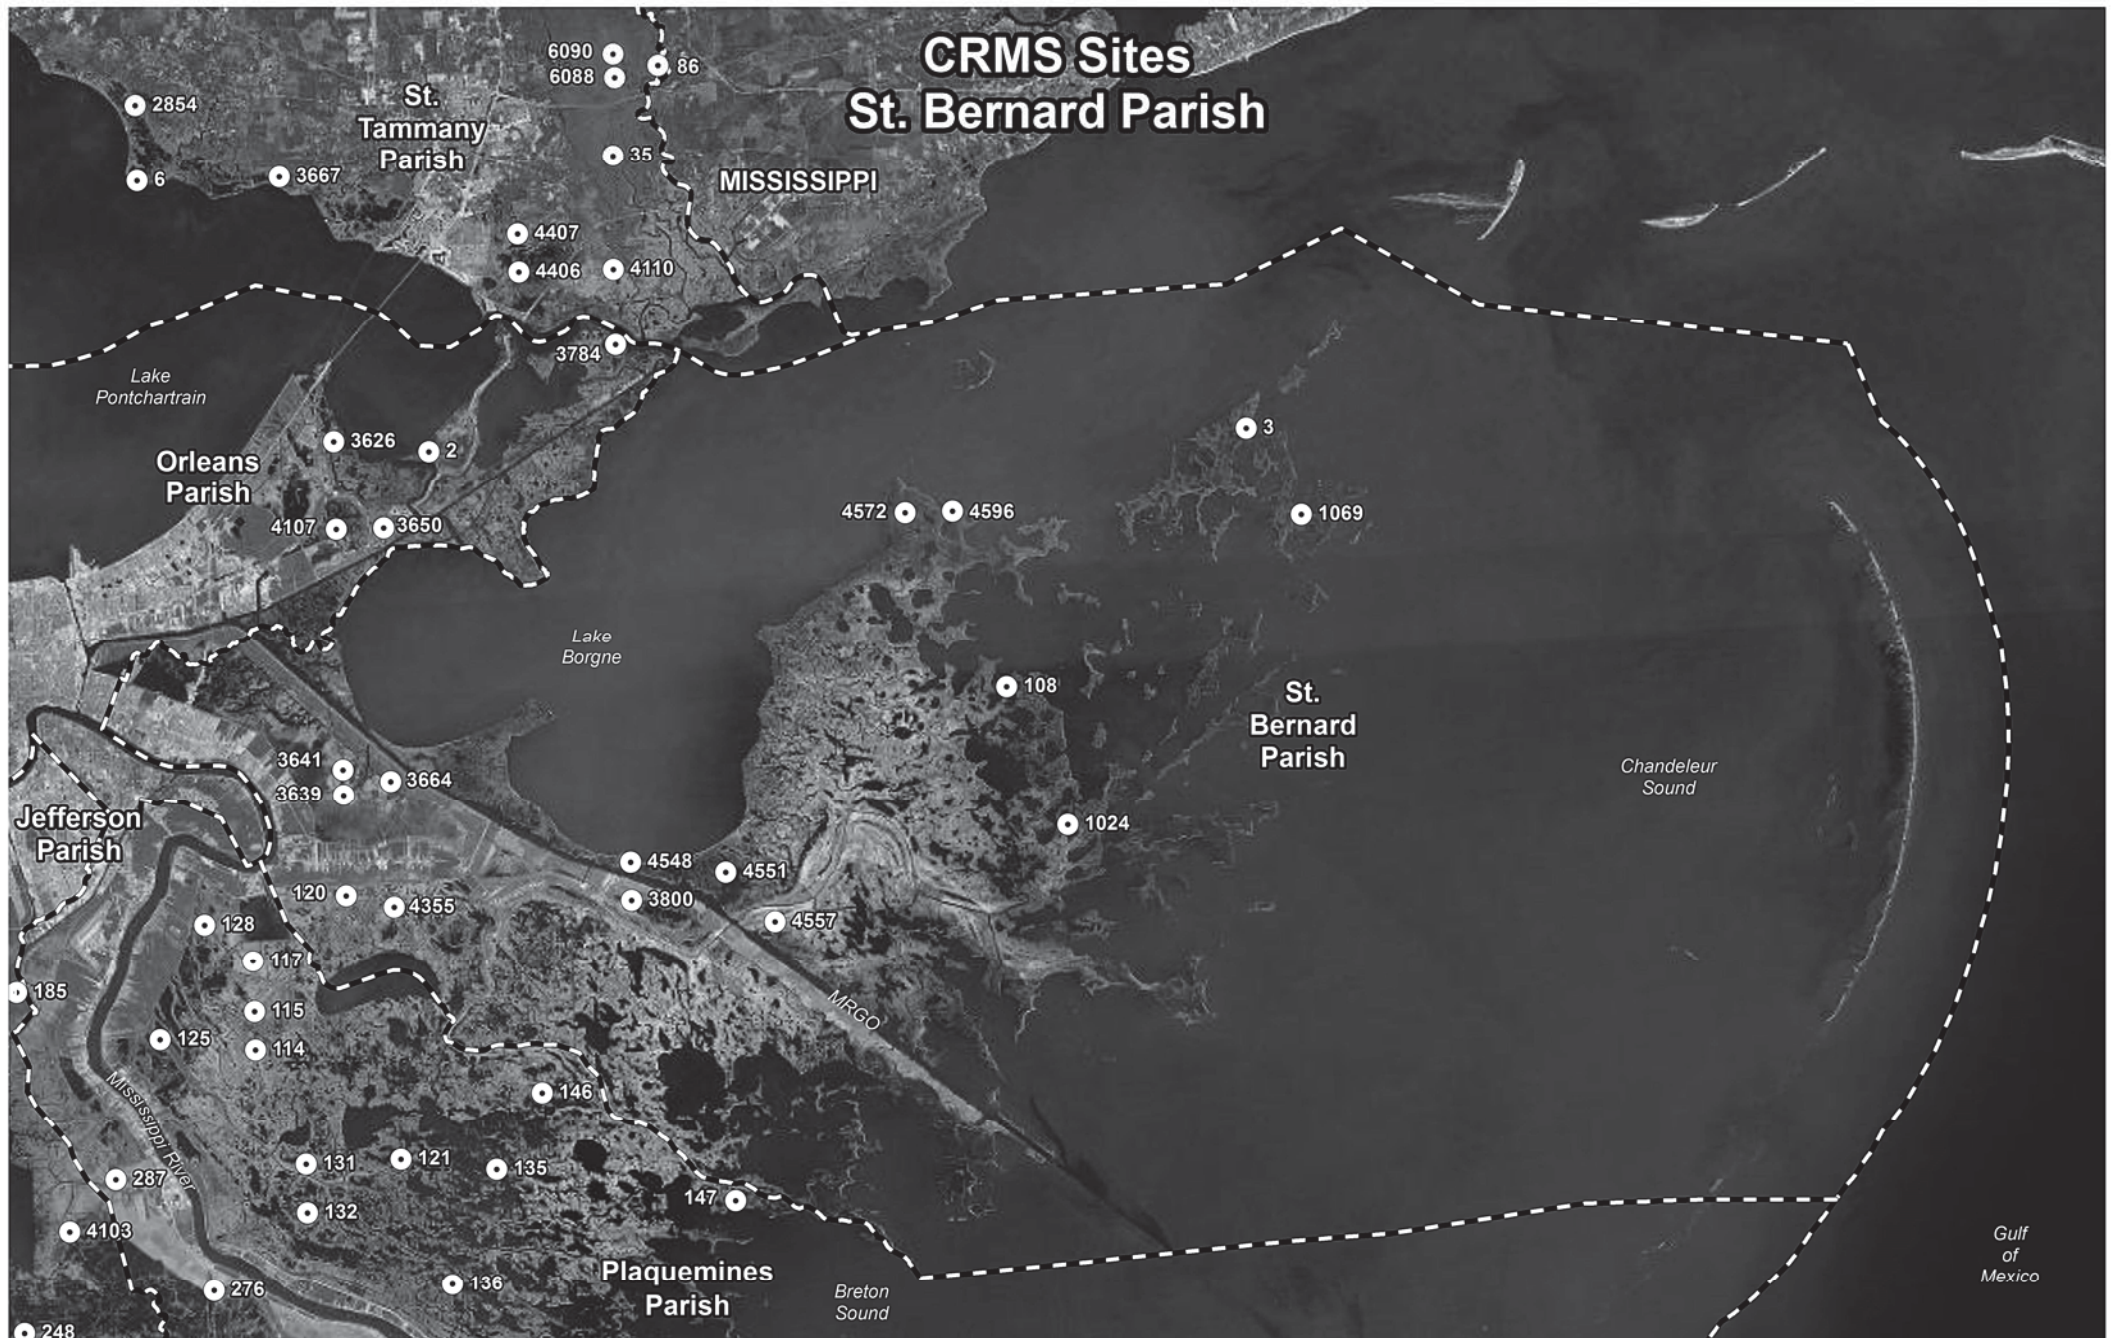 CRMS Sites
St. Bernard Parish
6090
6088
86
2854
St.
Tammany
Parish
35
6
3667
MISSISSIPPI
4407
4406
4110
3784
Lake
Pontchartrain
3626
2
3
Orleans
Parish
4572
4596
1069
4107
3650
Lake
Borgne
108
St.
Bernard
Parish
3641
3664
3639
Chandeleur
Sound
Jefferson
Parish
1024
4548
4551
120
4355
3800
4557
128
117
185
115
MRGO
125
114
Mississippi River
146
131
121
135
287
147
132
4103
Gulf
of
Mexico
276
136
Plaquemines
Parish
Breton
Sound
248